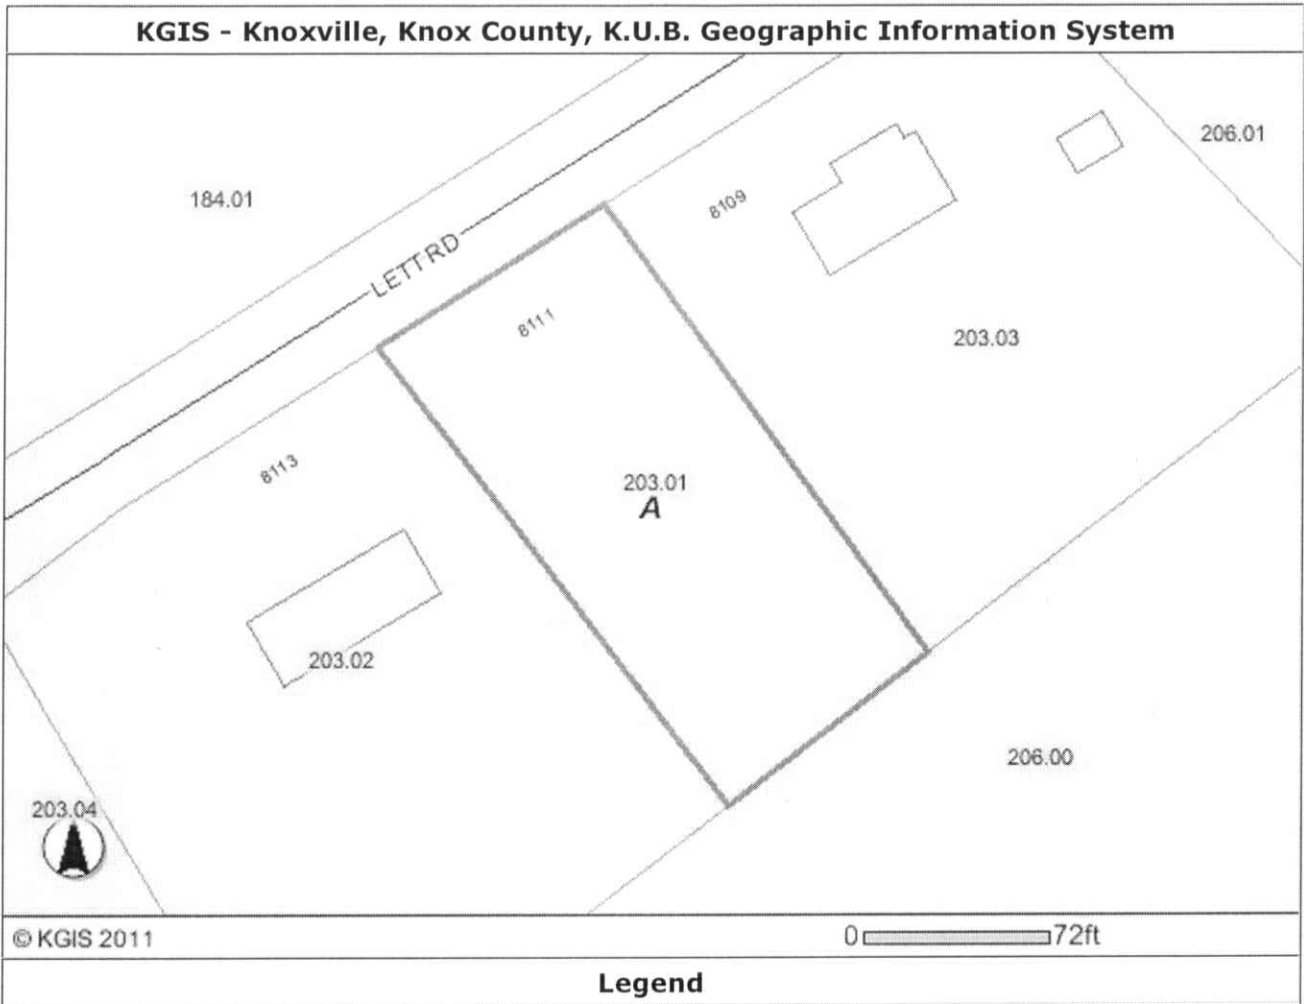 KGIS - Knoxville, Knox County, K.U.B. Geographic Information System
206.01
184.01
8109
LETT RD
8111
203.03
8113
203.01
A
203.02
206.00
203.04
© KGIS 2011
0 72ft
Legend